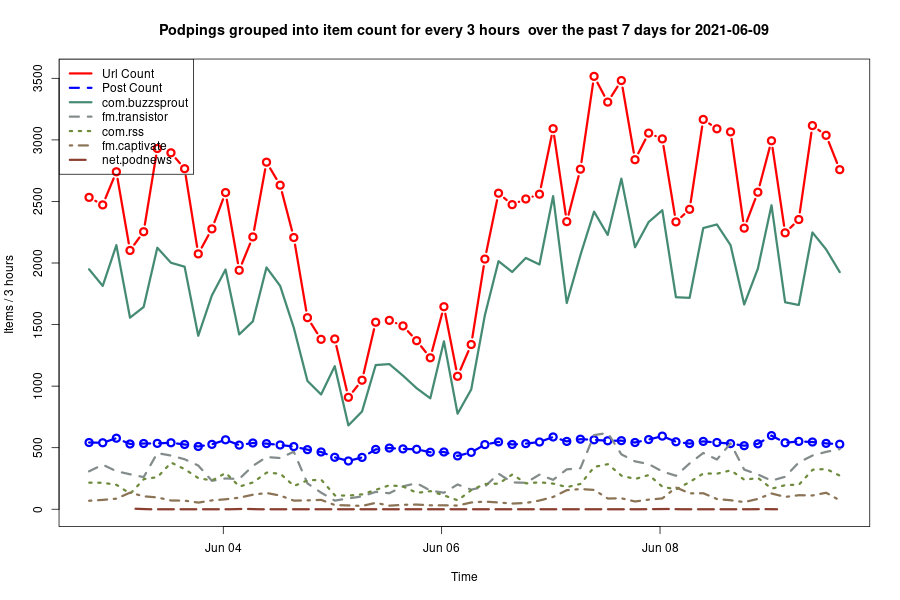 Podpings grouped into item count for every 3 hours  over the past 7 days for 2021-06-09
Url Count
Post Count
com.buzzsprout
fm.transistor
com.rss
fm.captivate
net.podnews
Items / 3 hours
3500
3000
2500
2000
1500
1000
500
0
Jun 04
Jun 06
Jun 08
Time